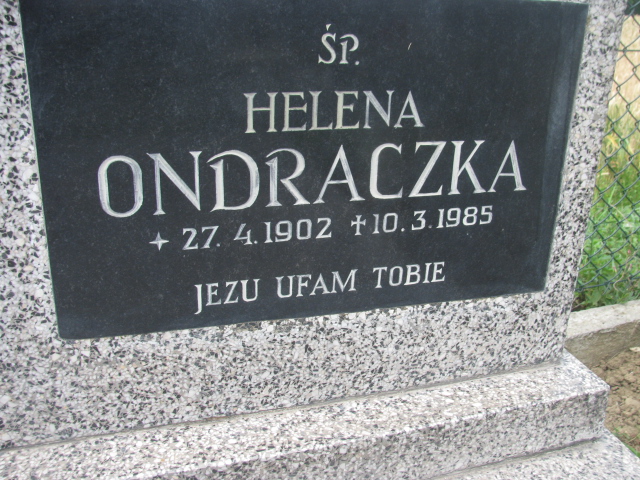 ŚP.
HELENA
ONDRACZKA
✦ 27. 4. 1902 ✝ 10. 3. 1985
JEZU UFAM TOBIE